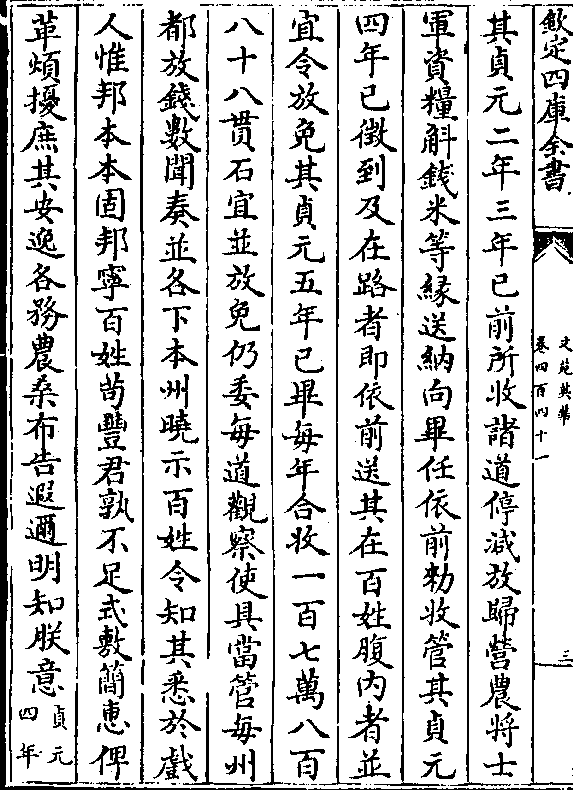 欽定四庫全書
文苑英華
卷四百四十一
三
其貞元二年三年已前所收諸道停減放歸營農將士
軍資糧斛錢米等縁送納向畢任依前勑收管其貞元
四年已徴到及在路者即依前送其在百姓腹内者並
宜令放免其貞元五年已畢每年合收一百七萬八百
八十八貫石宜並放免仍委每道觀察使具當管每州
都放錢數聞奏並各下本州曉示百姓令知其悉於戲
人惟邦本本固邦寧百姓茍豐君孰不足式敷簡恵俾
革煩擾庶其安逸各務農桑布告遐邇明知朕意貞元四年